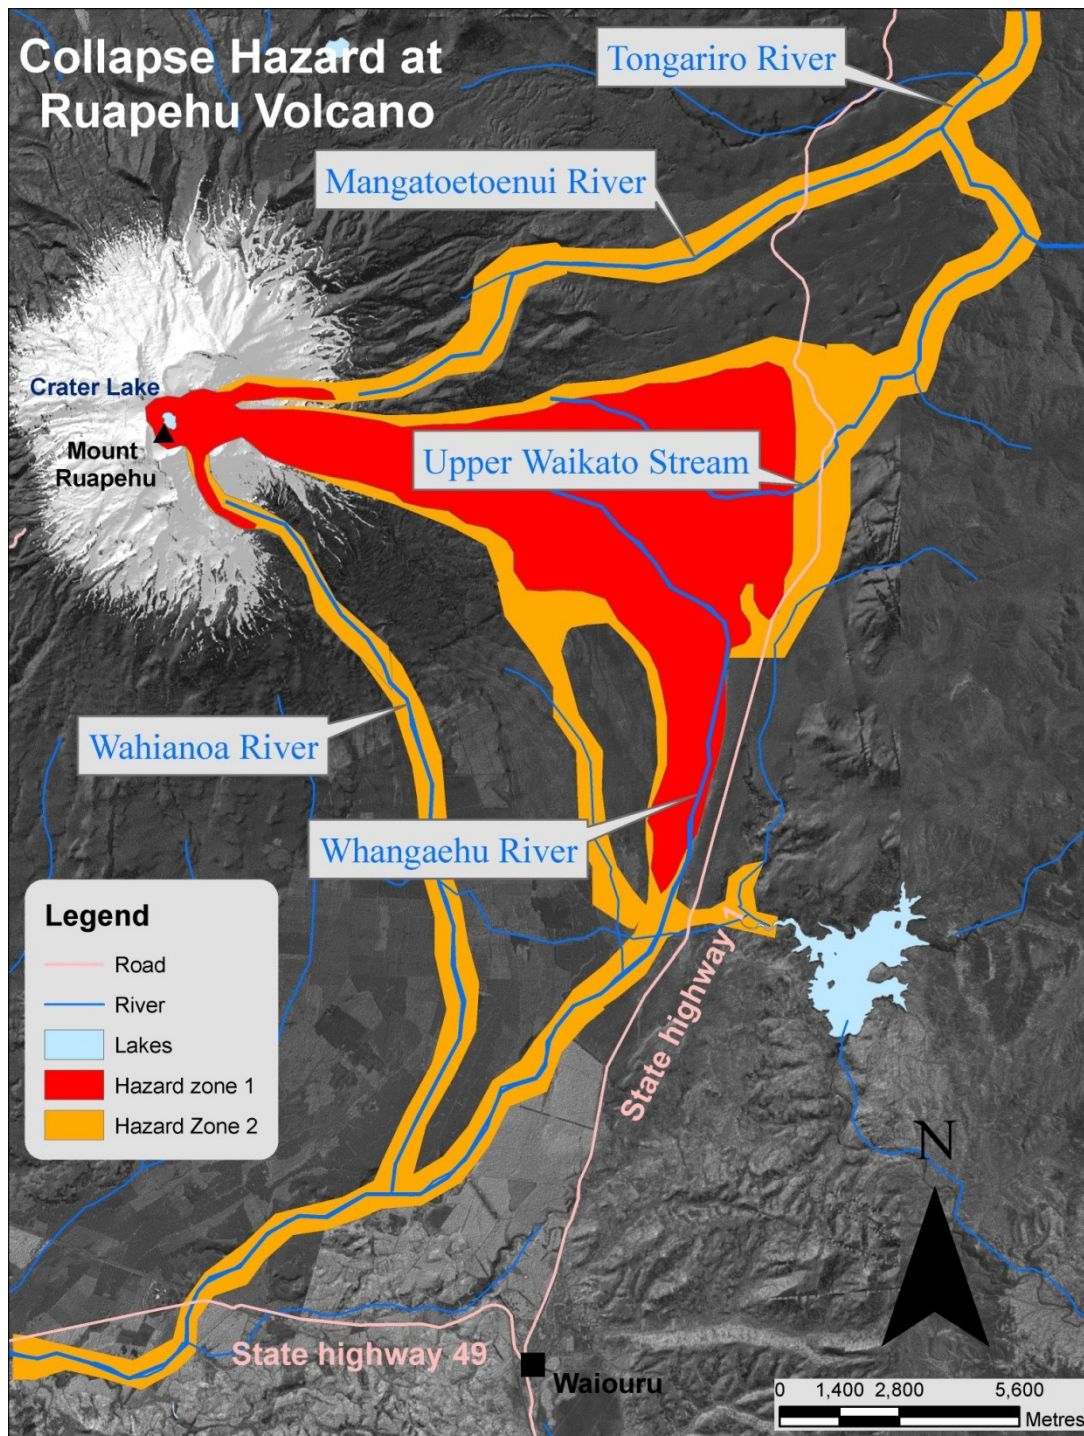 Collapse Hazard at
Ruapehu Volcano
Tongariro River
Mangatoetoenui River
Crater Lake
Mount
Ruapehu
Upper Waikato Stream
Wahianoa River
Whangaehu River
Legend
Road
River
Lakes
Hazard zone 1
Hazard Zone 2
State highway 1
N
State highway 49
Waiouru
0 1,400 2,800 5,600
Metres